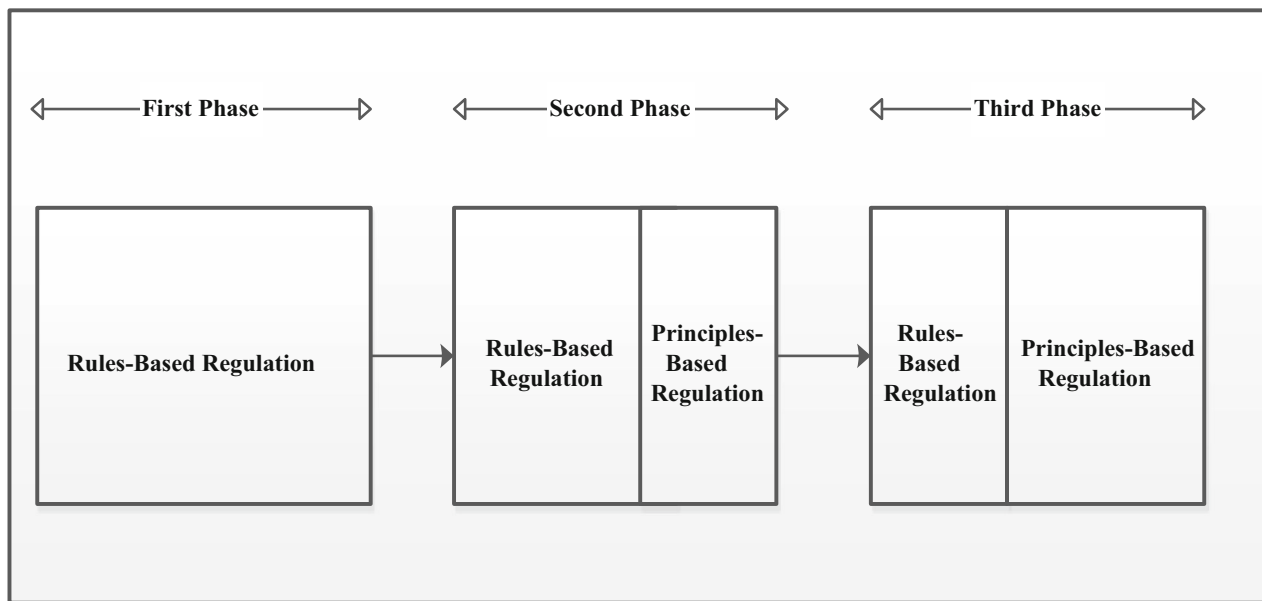 First Phase
Second Phase
Third Phase
Rules-Based Regulation
Rules-Based
Regulation
Principles-
Based
Regulation
Rules-
Based
Regulation
Principles-Based
Regulation